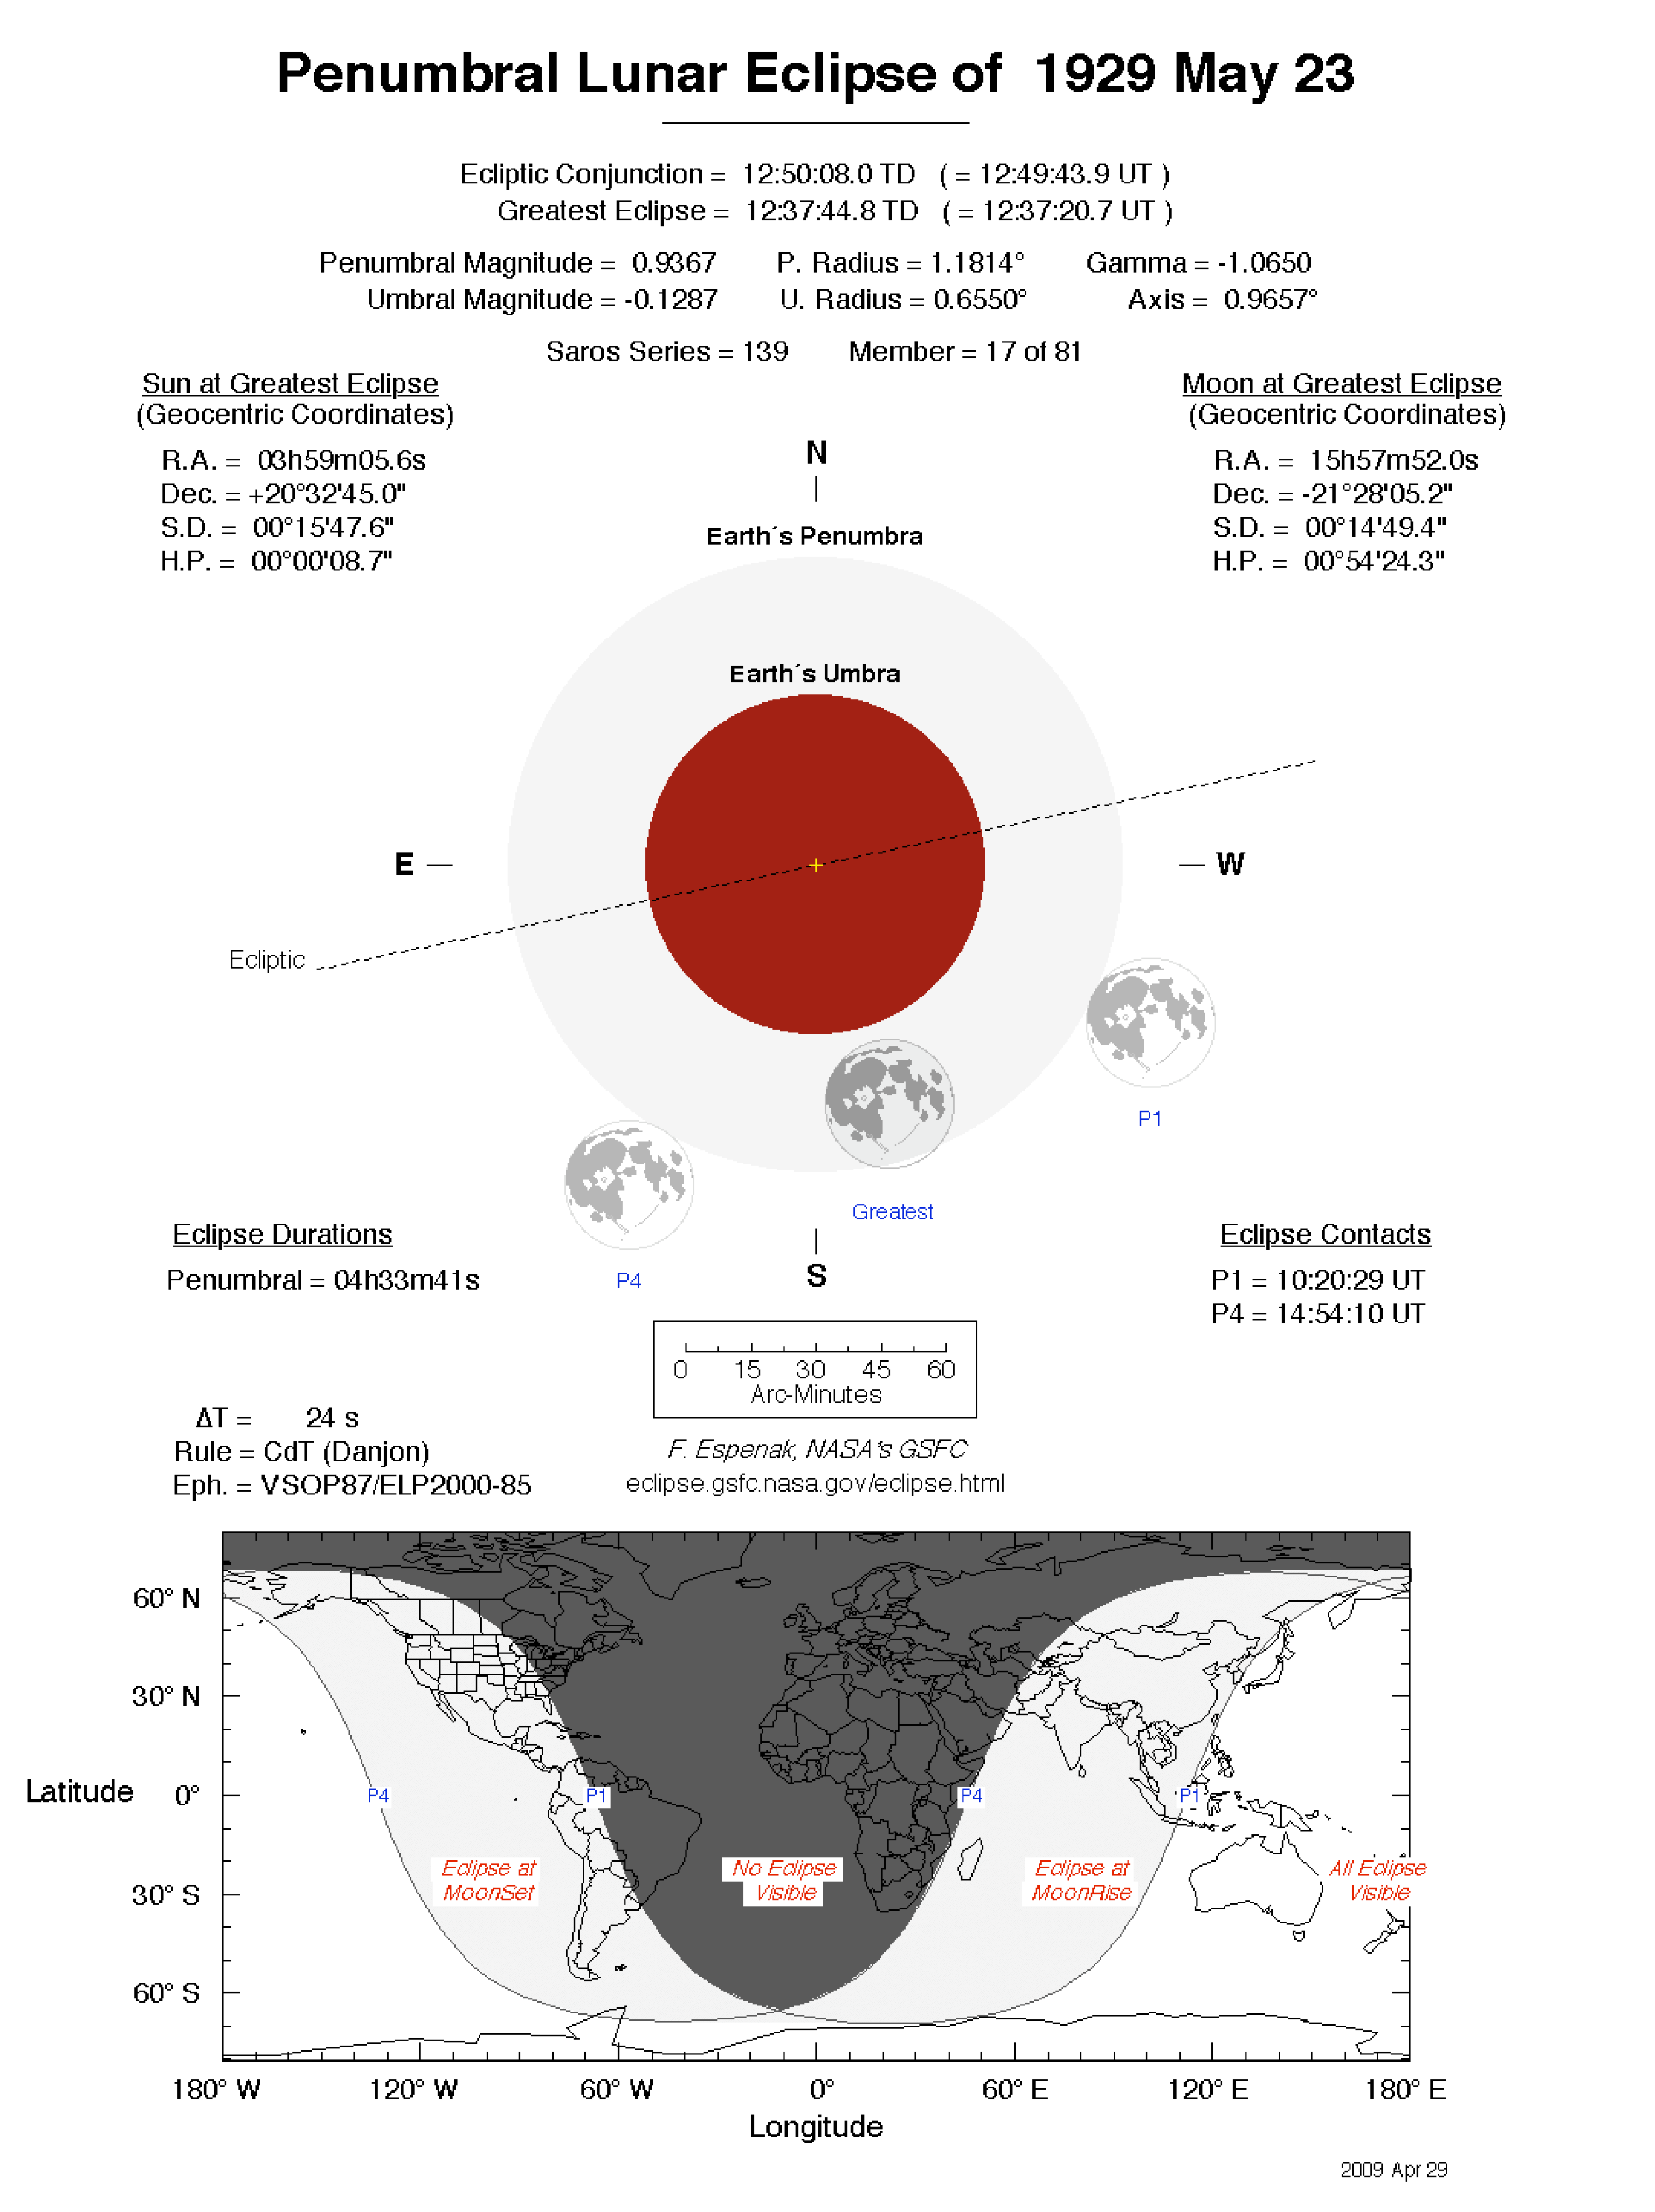 Penumbral Lunar Eclipse of 1929 May 23
Ecliptic Conjunction = 12:50:08.0 TD ( = 12:49:43.9 UT )
Greatest Eclipse = 12:37:44.8 TD ( = 12:37:20.7 UT )
Penumbral Magnitude = 0.9367 P. Radius = 1.1814° Gamma = -1.0650
Umbral Magnitude = -0.1287 U. Radius = 0.6550° Axis = 0.9657°
Saros Series = 139 Member = 17 of 81
Sun at Greatest Eclipse
(Geocentric Coordinates)
R.A. = 03h59m05.6s
Dec. = +20°32'45.0"
S.D. = 00°15'47.6"
H.P. = 00°00'08.7"
Moon at Greatest Eclipse
(Geocentric Coordinates)
R.A. = 15h57m52.0s
Dec. = -21°28'05.2"
S.D. = 00°14'49.4"
H.P. = 00°54'24.3"
N
Earth´s Penumbra
Earth´s Umbra
E
W
Ecliptic
P1
Greatest
P4
S
Eclipse Durations
Penumbral = 04h33m41s
Eclipse Contacts
P1 = 10:20:29 UT
P4 = 14:54:10 UT
0 15 30 45 60
Arc-Minutes
ΔT = 24 s
Rule = CdT (Danjon)
Eph. = VSOP87/ELP2000-85
F. Espenak, NASA's GSFC
eclipse.gsfc.nasa.gov/eclipse.html
60° N
30° N
Latitude 0°
30° S
60° S
P4 P1 P4 P1
Eclipse at
MoonSet
No Eclipse
Visible
Eclipse at
MoonRise
All Eclipse
Visible
180° W 120° W 60° W 0° 60° E 120° E 180° E
Longitude
2009 Apr 29